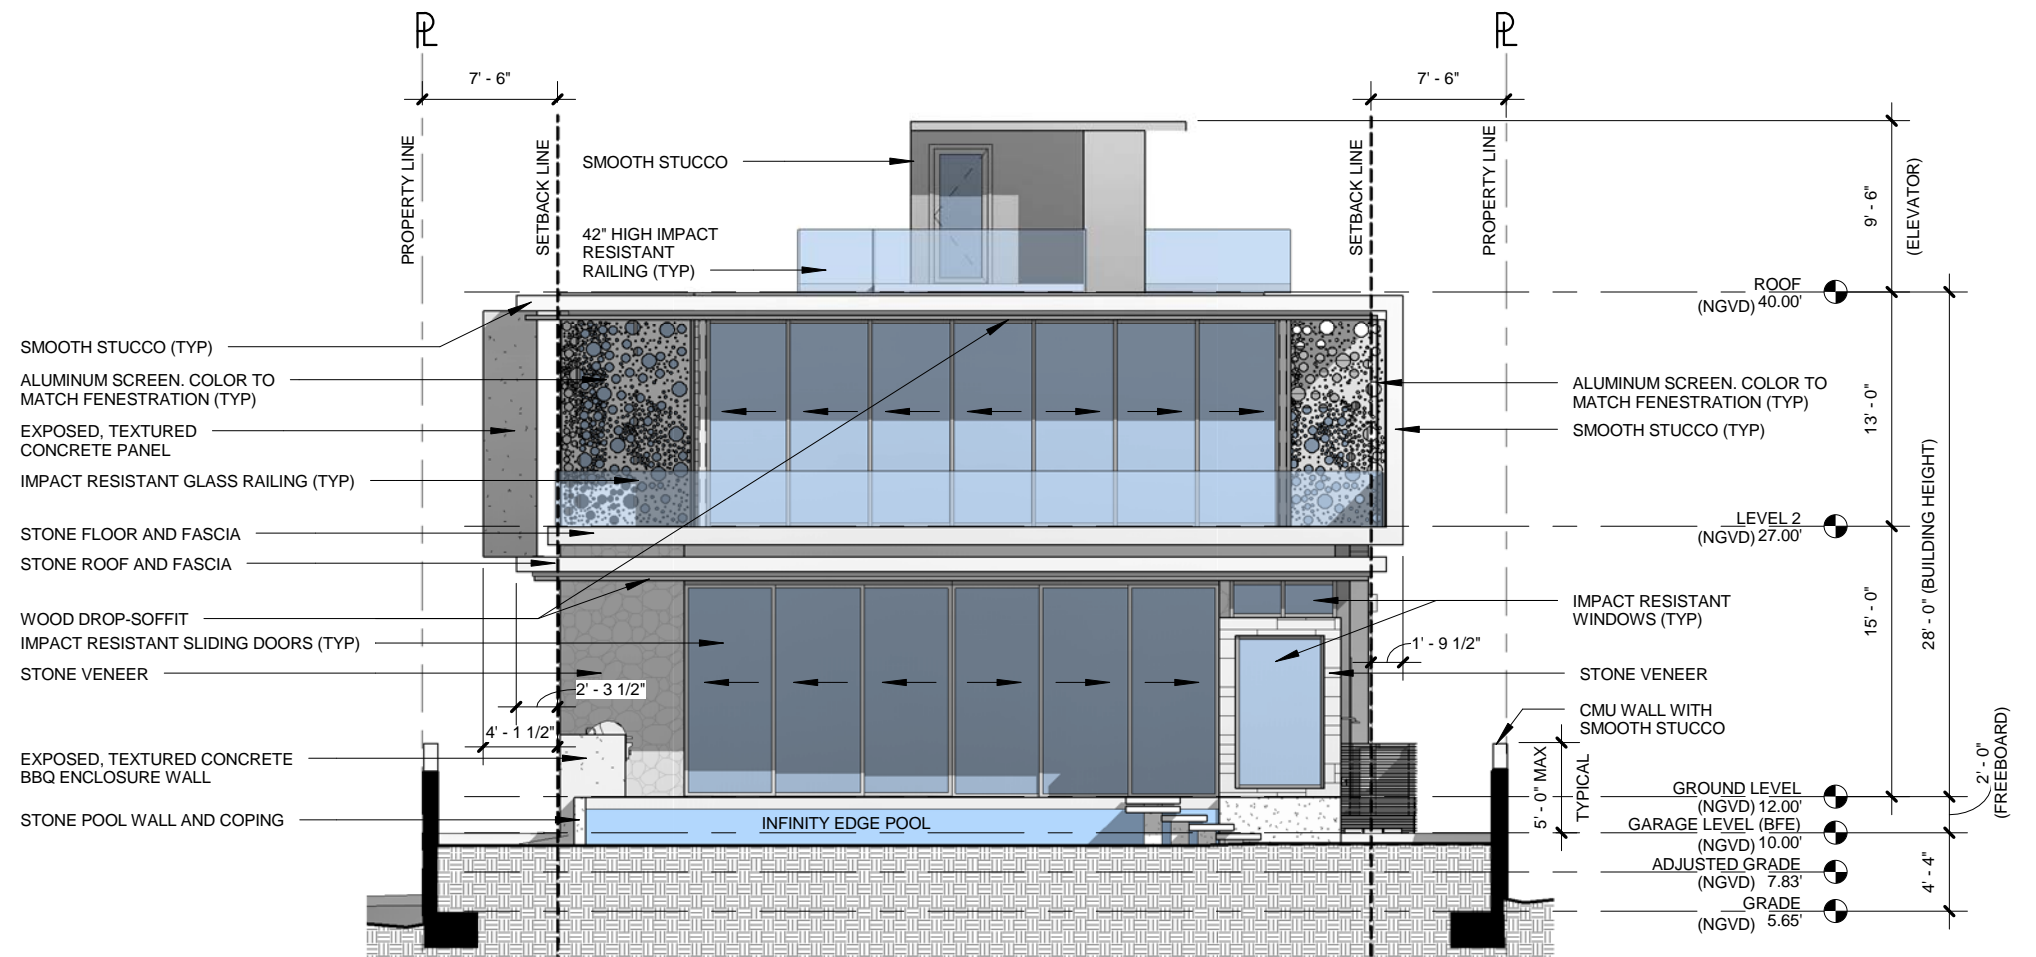 PL
PL
7' - 6"
7' - 6"
PROPERTY LINE
SETBACK LINE
SETBACK LINE
PROPERTY LINE
SMOOTH STUCCO
42" HIGH IMPACT
RESISTANT
RAILING (TYP)
9' - 6"
(ELEVATOR)
ROOF
(NGVD) 40.00'
SMOOTH STUCCO (TYP)
ALUMINUM SCREEN. COLOR TO
MATCH FENESTRATION (TYP)
EXPOSED, TEXTURED
CONCRETE PANEL
IMPACT RESISTANT GLASS RAILING (TYP)
STONE FLOOR AND FASCIA
STONE ROOF AND FASCIA
WOOD DROP-SOFFIT
IMPACT RESISTANT SLIDING DOORS (TYP)
STONE VENEER
2' - 3 1/2"
4' - 1 1/2"
EXPOSED, TEXTURED CONCRETE
BBQ ENCLOSURE WALL
STONE POOL WALL AND COPING
INFINITY EDGE POOL
ALUMINUM SCREEN. COLOR TO
MATCH FENESTRATION (TYP)
SMOOTH STUCCO (TYP)
13' - 0"
28' - 0" (BUILDING HEIGHT)
LEVEL 2
(NGVD) 27.00'
IMPACT RESISTANT
WINDOWS (TYP)
15' - 0"
1' - 9 1/2"
STONE VENEER
CMU WALL WITH
SMOOTH STUCCO
5' - 0" MAX
TYPICAL
2' - 0"
(FREEBOARD)
GROUND LEVEL
(NGVD) 12.00'
GARAGE LEVEL (BFE)
(NGVD) 10.00'
ADJUSTED GRADE
(NGVD) 7.83'
4' - 4"
GRADE
(NGVD) 5.65'